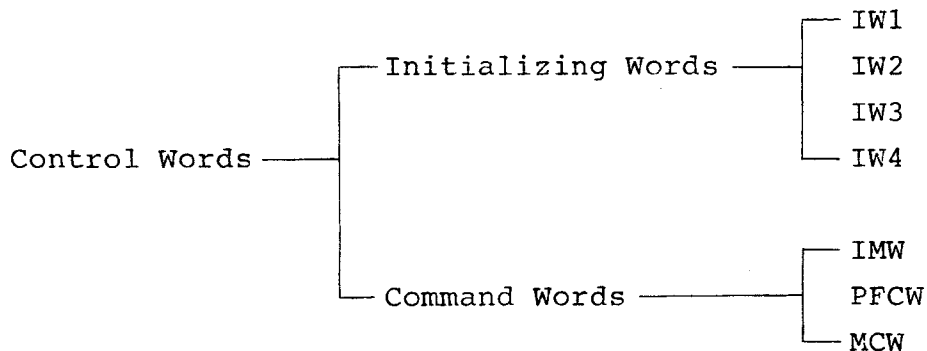 Control Words
Initializing Words
IW1
IW2
IW3
IW4
Command Words
IMW
PFCW
MCW